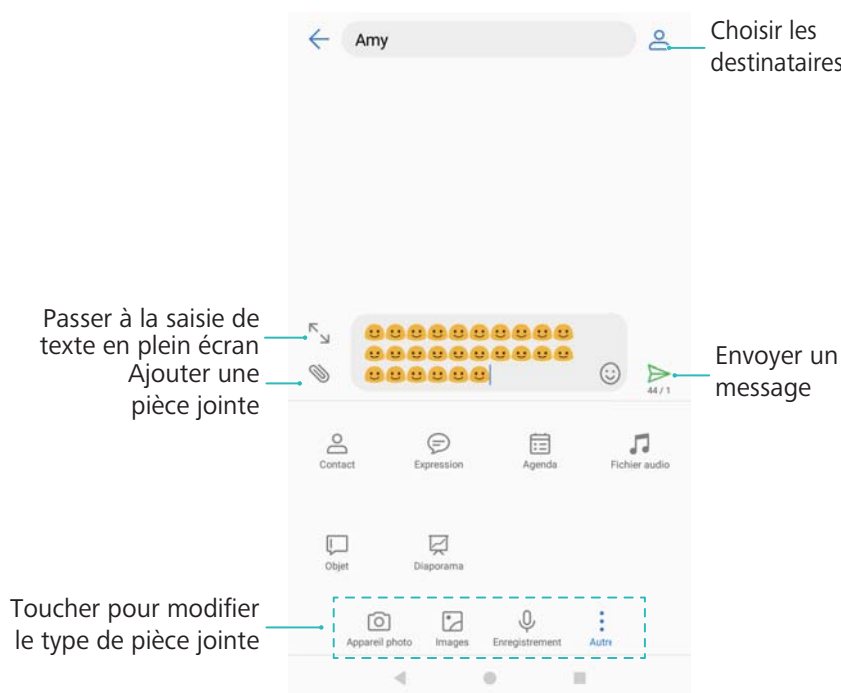 Amy
Choisir les
destinataires
Passer à la saisie de
texte en plein écran
Ajouter une
pièce jointe
Envoyer un
message
44 / 1
Contact
Expression
Agenda
Fichier audio
Objet
Diaporama
Toucher pour modifier
le type de pièce jointe
Appareil photo
Images
Enregistrement
Autre